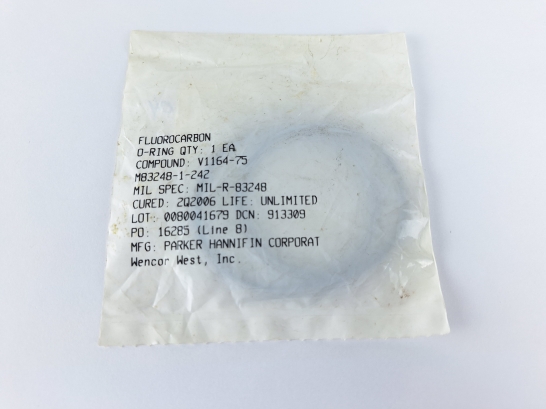 FLUOROCARBON
O-RING QTY: 1 EA
COMPOUND: V1164-75
M83248-1-242
MIL SPEC: MIL-R-83248
CURED: 2Q2006 LIFE: UNLIMITED
LOT: 0080041679 DCN: 913309
PO: 16285 (Line 8)
MFG: PARKER HANNIFIN CORPORAT
Wencor West, Inc.